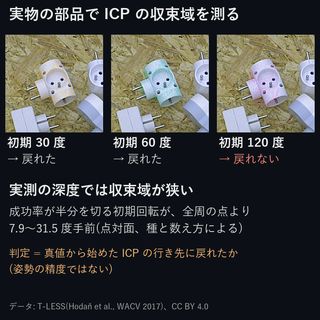 実物の部品で ICP の収束域を測る
初期 30 度
→ 戻れた
初期 60 度
→ 戻れた
初期 120 度
→ 戻れない
実測の深度では収束域が狭い
成功率が半分を切る初期回転が、全周の点より
7.9〜31.5 度手前(点対面、種と数え方による)
判定 = 真値から始めた ICP の行き先に戻れたか
(姿勢の精度ではない)
データ: T-LESS(Hodaň et al., WACV 2017)、CC BY 4.0